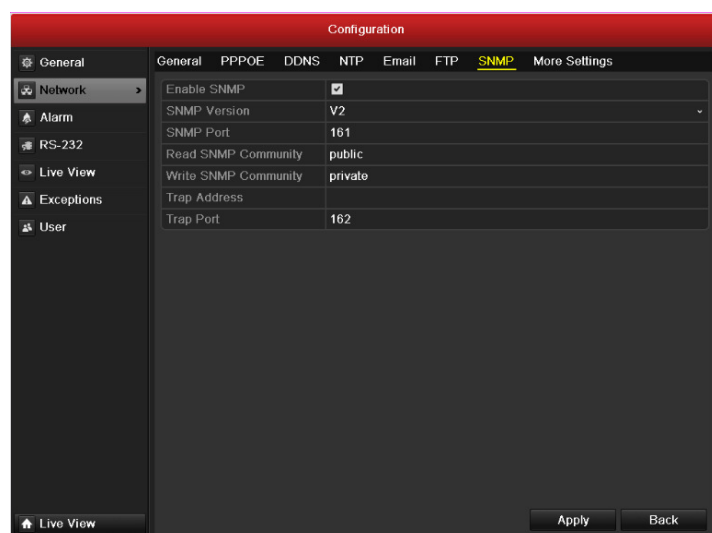 Configuration
General
Network
Alarm
RS-232
Live View
Exceptions
User
Live View
General PPPOE DDNS NTP Email FTP SNMP More Settings
Enable SNMP
SNMP Version V2
SNMP Port 161
Read SNMP Community public
Write SNMP Community private
Trap Address
Trap Port 162
Apply Back